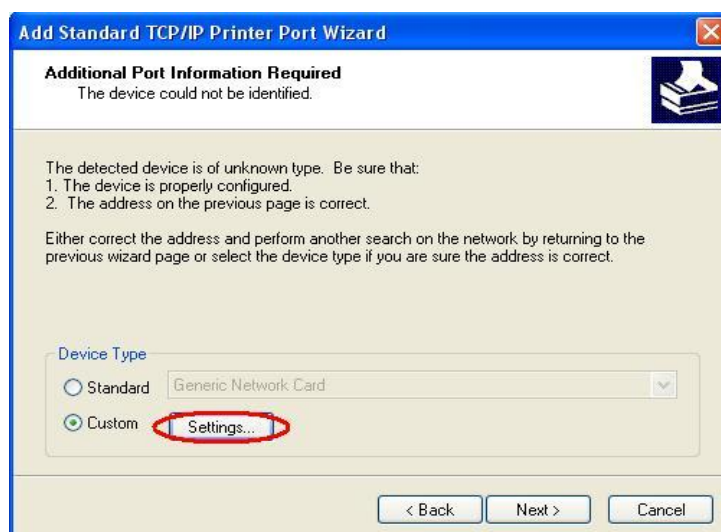 Add Standard TCP/IP Printer Port Wizard
Additional Port Information Required
The device could not be identified.
The detected device is of unknown type. Be sure that:
1. The device is properly configured.
2. The address on the previous page is correct.
Either correct the address and perform another search on the network by returning to the
previous wizard page or select the device type if you are sure the address is correct.
Device Type
Standard Generic Network Card
Custom Settings...
< Back Next > Cancel